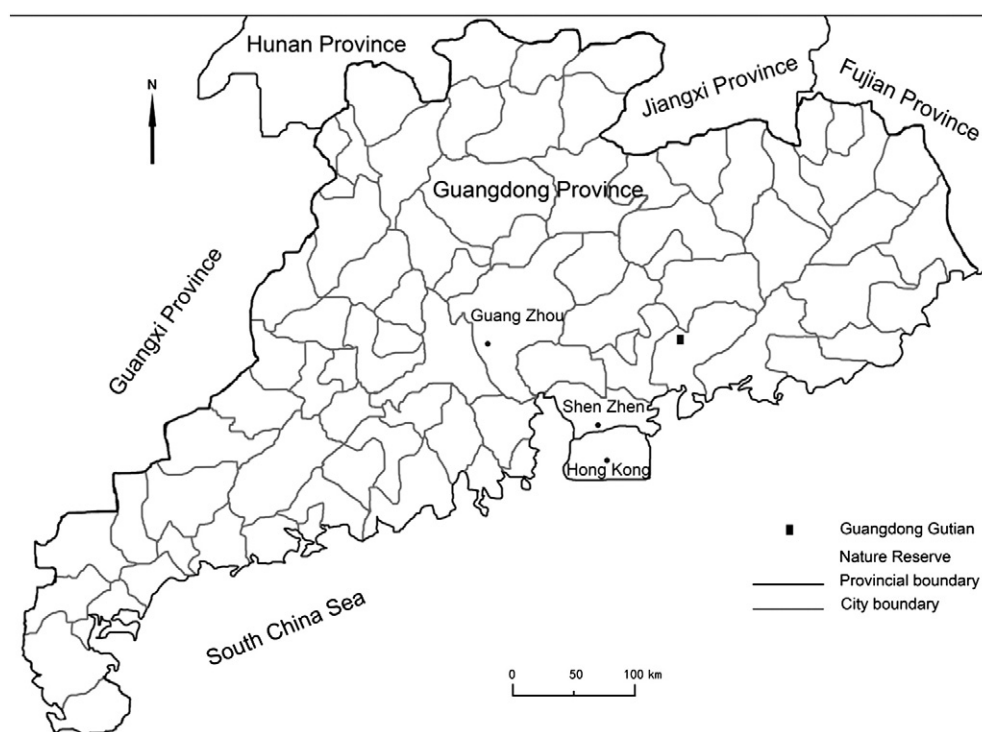 Hunan Province
Jiangxi Province
Fujian Province
N
Guangdong Province
Guangxi Province
Guang Zhou
Shen Zhen
Hong Kong
South China Sea
Guangdong Gutian
Nature Reserve
Provincial boundary
City boundary
0 50 100 km